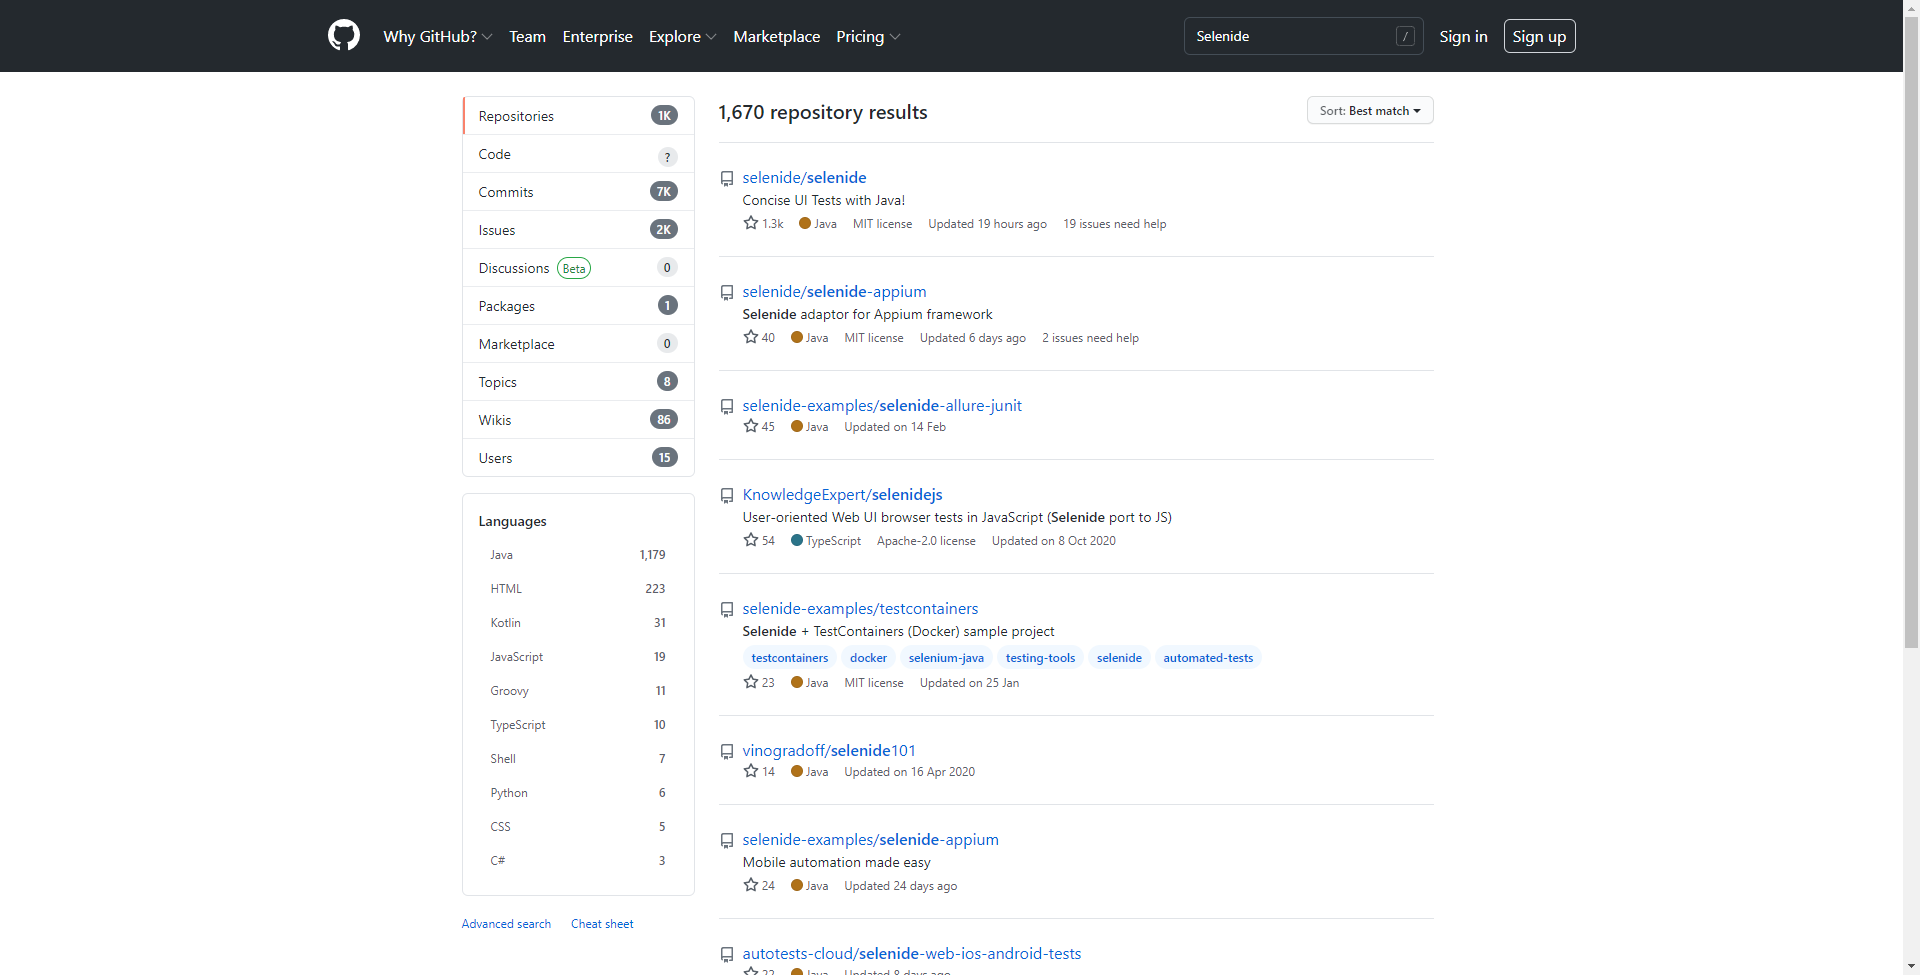 Why GitHub? Team Enterprise Explore Marketplace Pricing Selenide / Sign in Sign up
Repositories 1K
Code ?
Commits 7K
Issues 2K
Discussions Beta 0
Packages 1
Marketplace 0
Topics 8
Wikis 86
Users 15
Languages
Java 1,179
HTML 223
Kotlin 31
JavaScript 19
Groovy 11
TypeScript 10
Shell 7
Python 6
CSS 5
C# 3
Advanced search Cheat sheet
1,670 repository results
Sort: Best match
selenide/selenide
Concise UI Tests with Java!
1.3k Java MIT license Updated 19 hours ago 19 issues need help
selenide/selenide-appium
Selenide adaptor for Appium framework
40 Java MIT license Updated 6 days ago 2 issues need help
selenide-examples/selenide-allure-junit
45 Java Updated on 14 Feb
KnowledgeExpert/selenidejs
User-oriented Web UI browser tests in JavaScript (Selenide port to JS)
54 TypeScript Apache-2.0 license Updated on 8 Oct 2020
selenide-examples/testcontainers
Selenide + TestContainers (Docker) sample project
testcontainers docker selenium-java testing-tools selenide automated-tests
23 Java MIT license Updated on 25 Jan
vinogradoff/selenide101
14 Java Updated on 16 Apr 2020
selenide-examples/selenide-appium
Mobile automation made easy
24 Java Updated 24 days ago
autotests-cloud/selenide-web-ios-android-tests
22 Java Updated 8 days ago